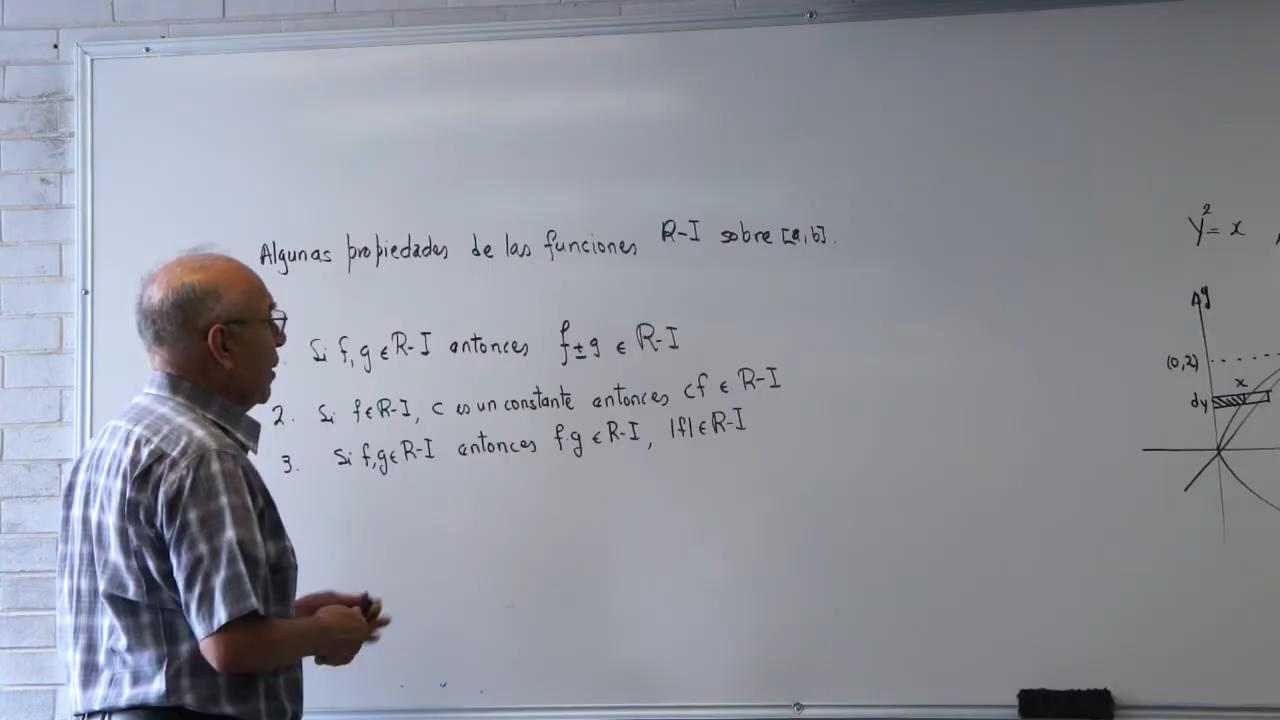 Algunas propiedades de las funciones R-I sobre [a,b].
. Si f,g ∈ R-I entonces f±g ∈ R-I
2. Si f∈R-I, c es un constante entonces cf ∈ R-I
3. Si f,g∈R-I entonces f·g ∈ R-I, |f|∈R-I
y² = x
y
(0,2)
x
dy